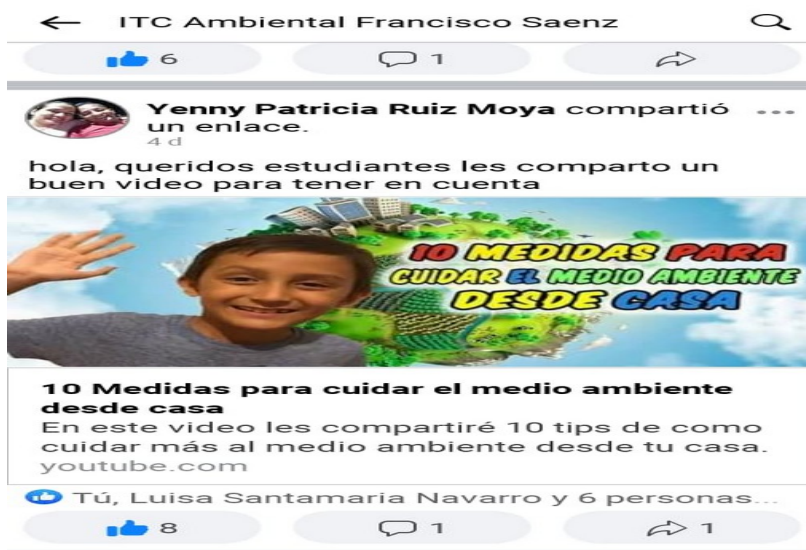 ITC Ambiental Francisco Saenz
6
1
Yenny Patricia Ruiz Moya compartió
un enlace.
4 d
hola, queridos estudiantes les comparto un
buen video para tener en cuenta
10 MEDIDAS PARA
CUIDAR EL MEDIO AMBIENTE
DESDE CASA
10 Medidas para cuidar el medio ambiente
desde casa
En este video les compartiré 10 tips de como
cuidar más al medio ambiente desde tu casa.
youtube.com
Tú, Luisa Santamaria Navarro y 6 personas...
8
1
1